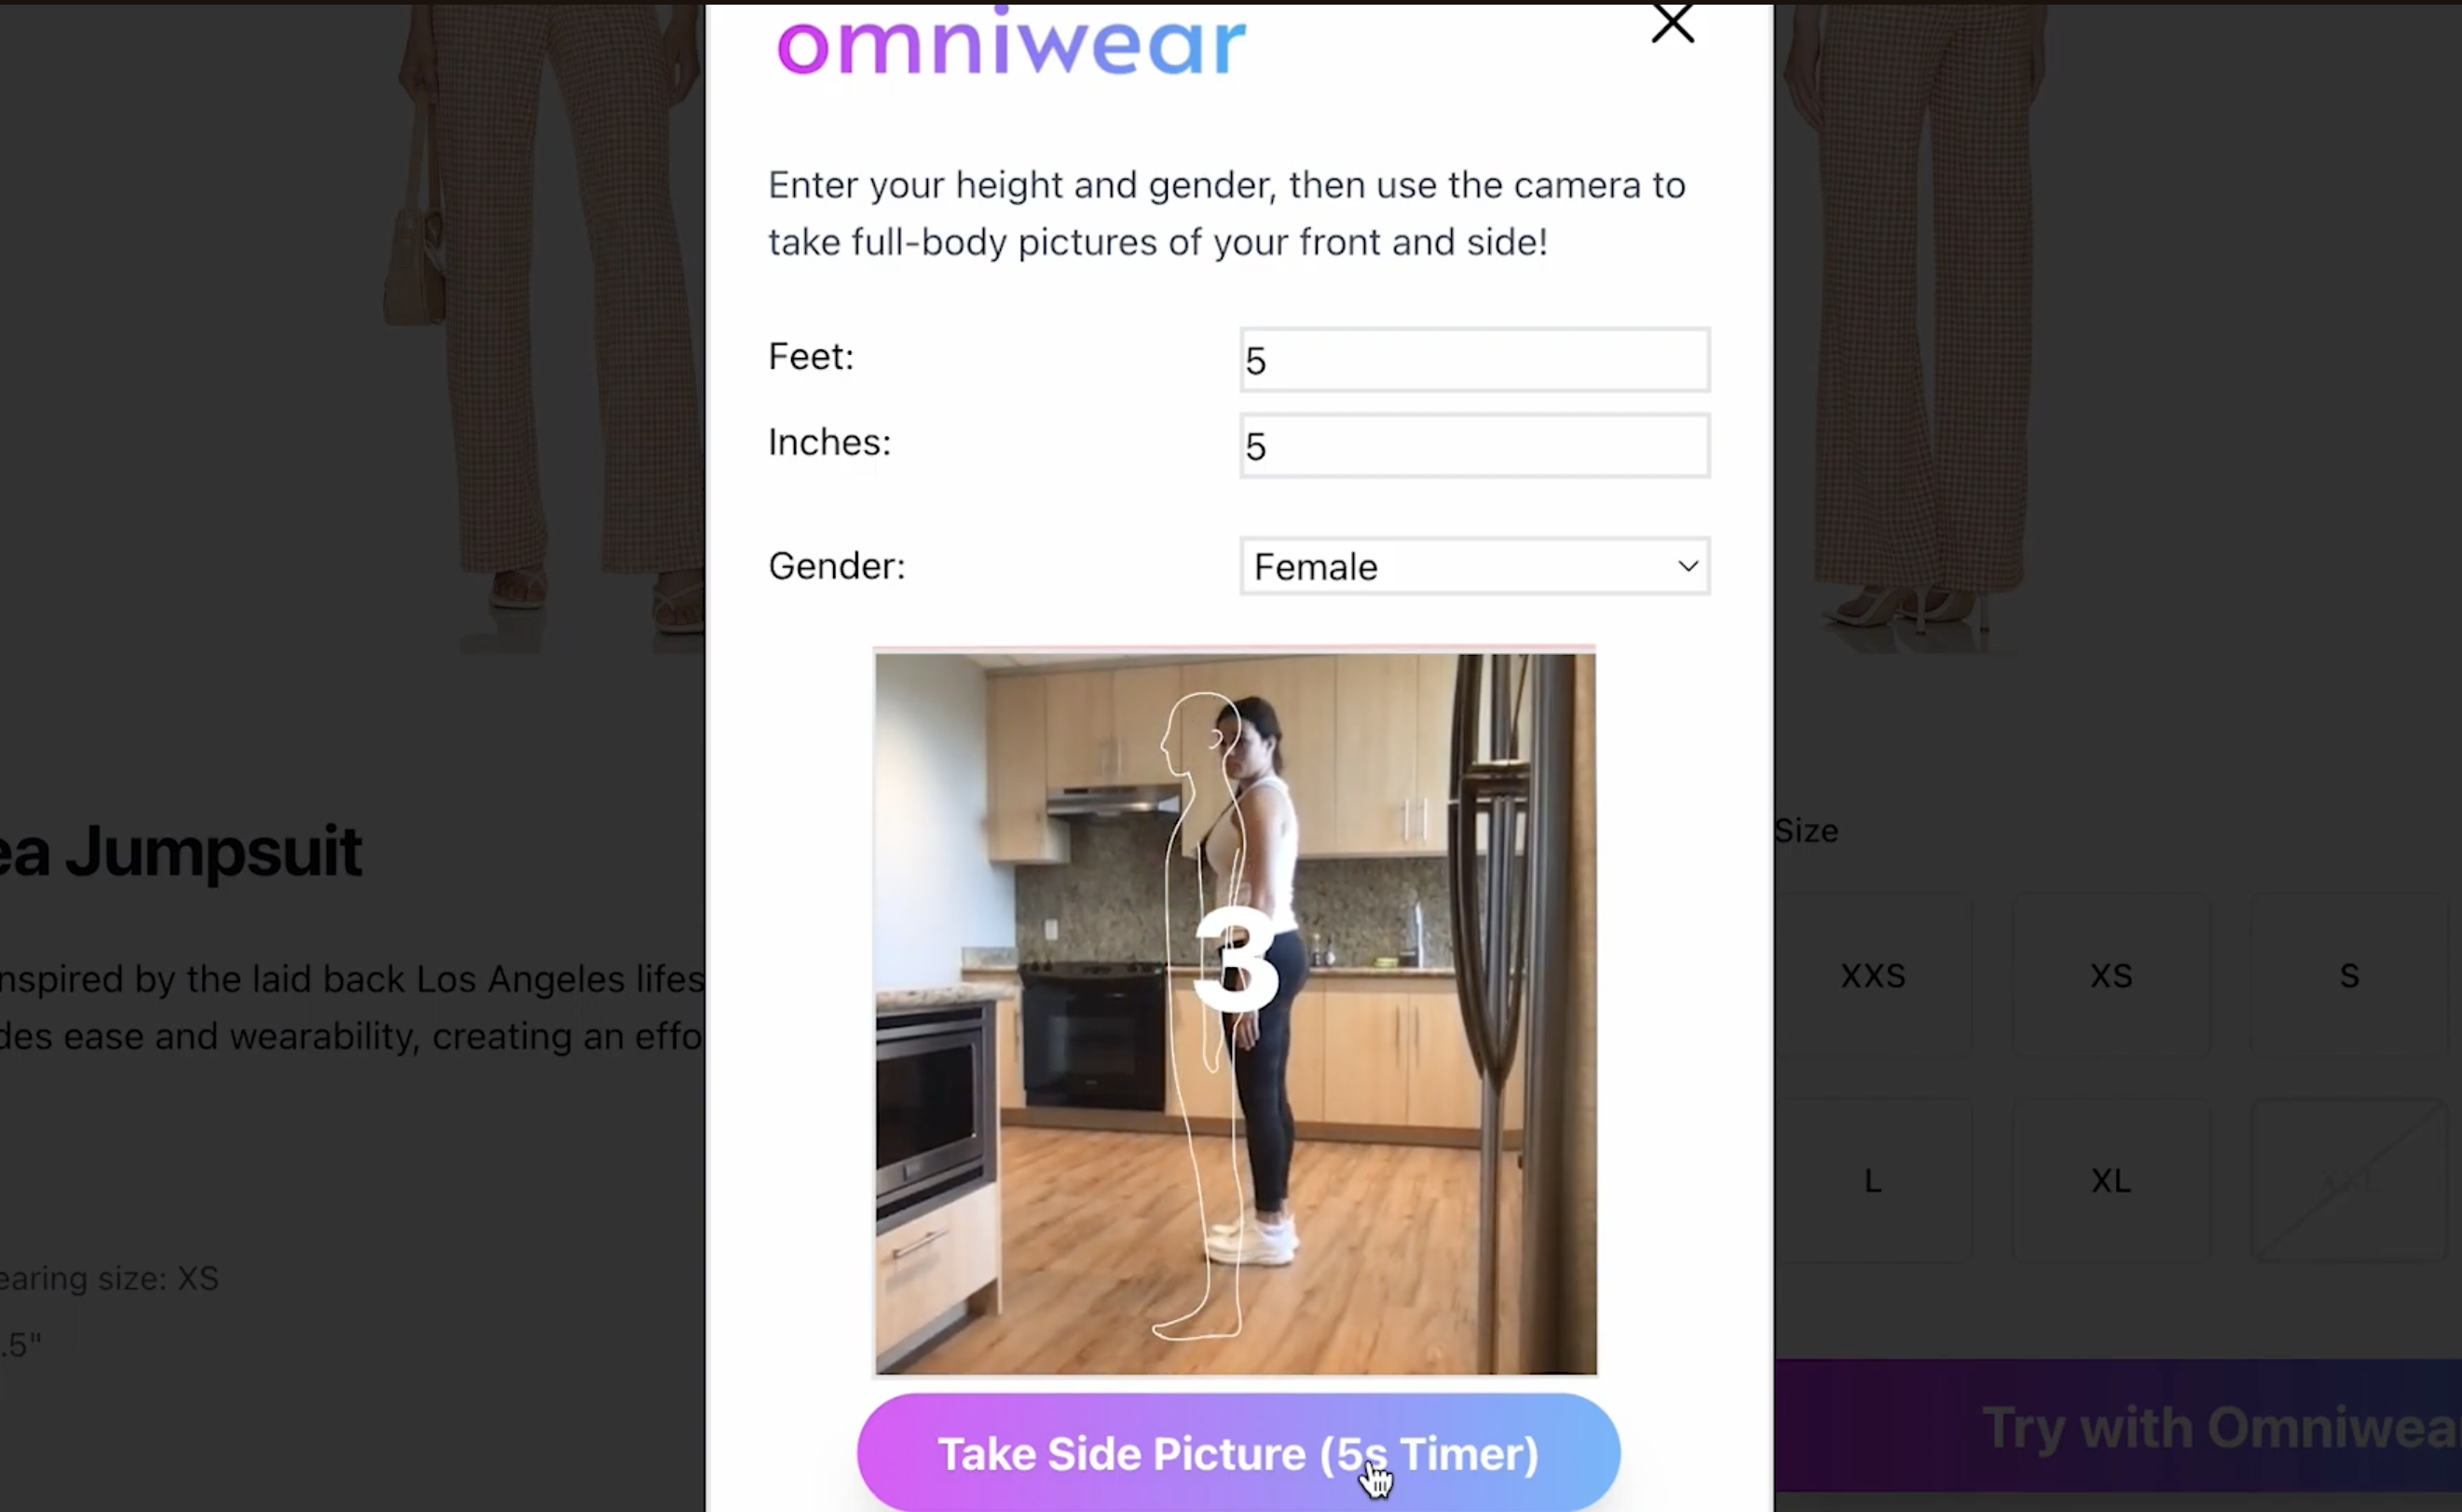 omniwear
Enter your height and gender, then use the camera to
take full-body pictures of your front and side!
Feet:
5
Inches:
5
Gender:
Female
3
Take Side Picture (5s Timer)
ea Jumpsuit
nspired by the laid back Los Angeles lifes
des ease and wearability, creating an effo
earing size: XS
.5"
Size
XXS
XS
S
L
XL
XXL
Try with Omniwea